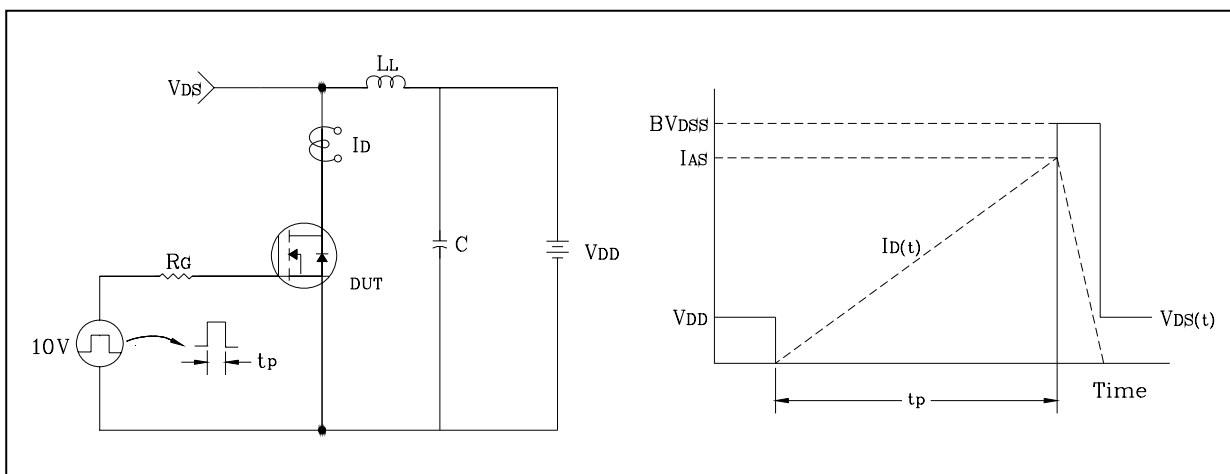 LL
VDS
ID
C
VDD
RG
DUT
10V
tp
BVDSS
IAS
ID(t)
VDD
VDS(t)
Time
tp